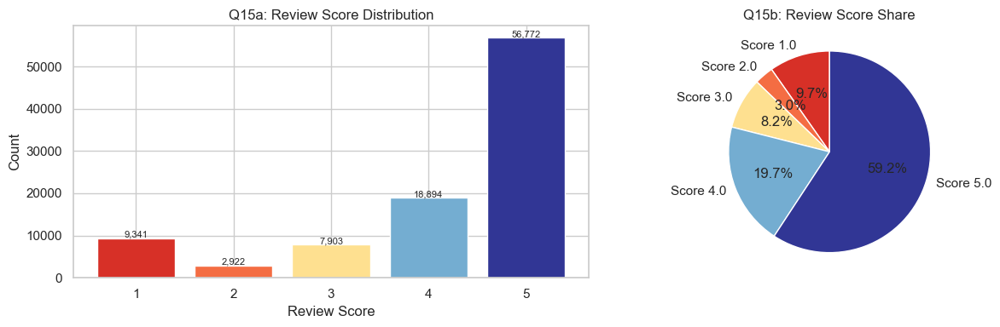 Q15a: Review Score Distribution
Count
50000
40000
30000
20000
10000
0
9,341
2,922
7,903
18,894
56,772
1 2 3 4 5
Review Score
Q15b: Review Score Share
Score 1.0
9.7%
Score 2.0
3.0%
Score 3.0
8.2%
Score 4.0
19.7%
Score 5.0
59.2%